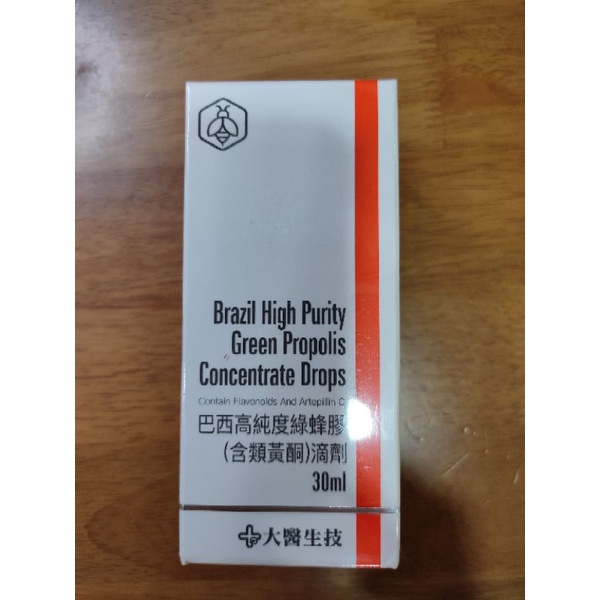 Brazil High Purity
Green Propolis
Concentrate Drops
Contain Flavonoids And Artepillin C
巴西高純度綠蜂膠
(含類黃酮)滴劑
30ml
大醫生技